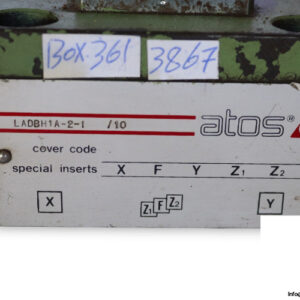 BOX.361 3867
LADBH1A-2-1 /10 atos®
cover code
special inserts X F Y Z1 Z2
X Z1 F Z2 Y